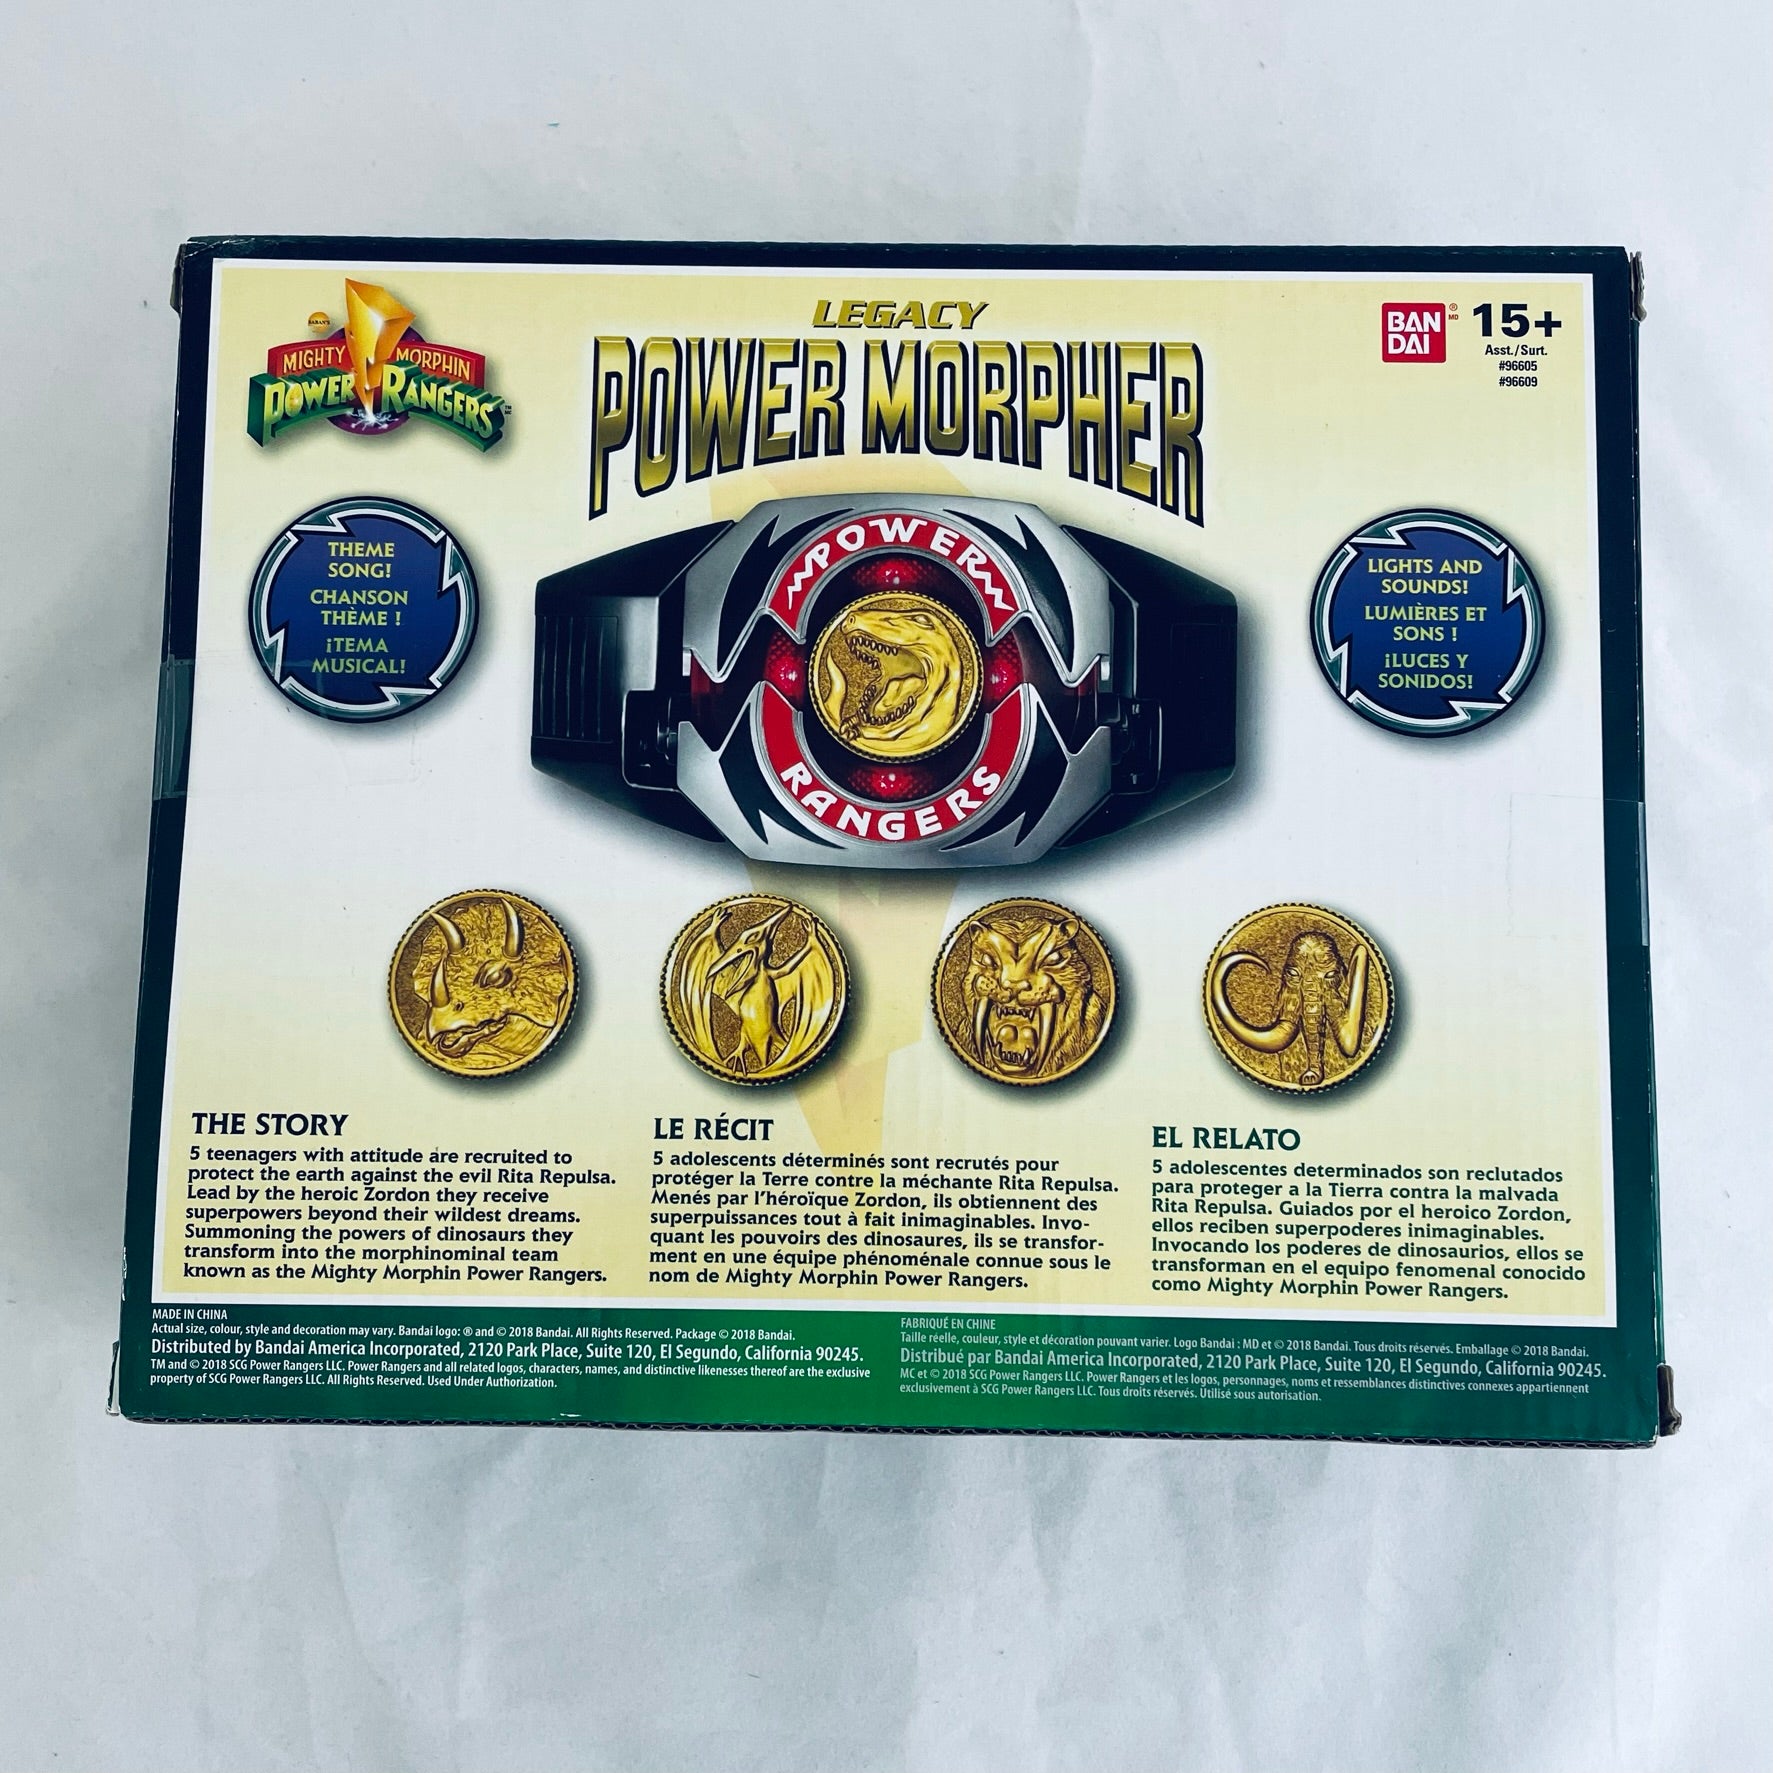 SABAN'S
MIGHTY MORPHIN
POWER RANGERS
TM
MC
LEGACY
POWER MORPHER
BAN
DAI
®
MD
15+
Asst./Surt.
#96605
#96609
THEME
SONG!
CHANSON
THÈME !
¡TEMA
MUSICAL!
POWER
RANGERS
LIGHTS AND
SOUNDS!
LUMIÈRES ET
SONS !
¡LUCES Y
SONIDOS!
THE STORY
5 teenagers with attitude are recruited to
protect the earth against the evil Rita Repulsa.
Lead by the heroic Zordon they receive
superpowers beyond their wildest dreams.
Summoning the powers of dinosaurs they
transform into the morphinominal team
known as the Mighty Morphin Power Rangers.
LE RÉCIT
5 adolescents déterminés sont recrutés pour
protéger la Terre contre la méchante Rita Repulsa.
Menés par l'héroïque Zordon, ils obtiennent des
superpuissances tout à fait inimaginables. Invo-
quant les pouvoirs des dinosaures, ils se transfor-
ment en une équipe phénoménale connue sous le
nom de Mighty Morphin Power Rangers.
EL RELATO
5 adolescentes determinados son reclutados
para proteger a la Tierra contra la malvada
Rita Repulsa. Guiados por el heroico Zordon,
ellos reciben superpoderes inimaginables.
Invocando los poderes de dinosaurios, ellos se
transforman en el equipo fenomenal conocido
como Mighty Morphin Power Rangers.
MADE IN CHINA
Actual size, colour, style and decoration may vary. Bandai logo: ® and © 2018 Bandai. All Rights Reserved. Package © 2018 Bandai.
Distributed by Bandai America Incorporated, 2120 Park Place, Suite 120, El Segundo, California 90245.
TM and © 2018 SCG Power Rangers LLC. Power Rangers and all related logos, characters, names, and distinctive likenesses thereof are the exclusive
property of SCG Power Rangers LLC. All Rights Reserved. Used Under Authorization.
FABRIQUÉ EN CHINE
Taille réelle, couleur, style et décoration pouvant varier. Logo Bandai : MD et © 2018 Bandai. Tous droits réservés. Emballage © 2018 Bandai.
Distribué par Bandai America Incorporated, 2120 Park Place, Suite 120, El Segundo, California 90245.
MC et © 2018 SCG Power Rangers LLC. Power Rangers et les logos, personnages, noms et ressemblances distinctives connexes appartiennent
exclusivement à SCG Power Rangers LLC. Tous droits réservés. Utilisé sous autorisation.